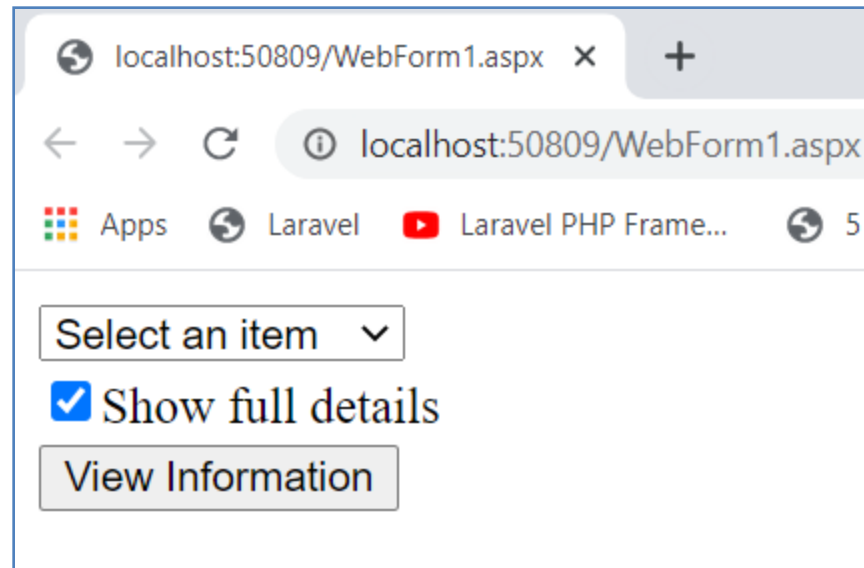 localhost:50809/WebForm1.aspx
localhost:50809/WebForm1.aspx
Apps Laravel Laravel PHP Frame... 5
Select an item
Show full details
View Information